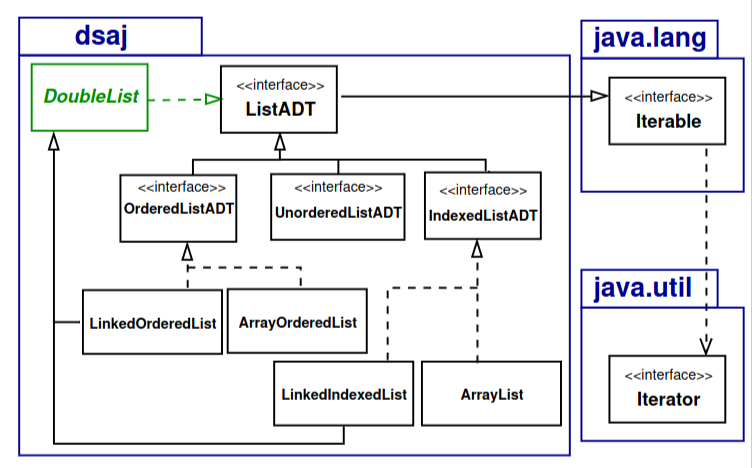 dsaj
java.lang
DoubleList
<<interface>>
ListADT
<<interface>>
Iterable
<<interface>>
OrderedListADT
<<interface>>
UnorderedListADT
<<interface>>
IndexedListADT
java.util
LinkedOrderedList
ArrayOrderedList
LinkedIndexedList
ArrayList
<<interface>>
Iterator